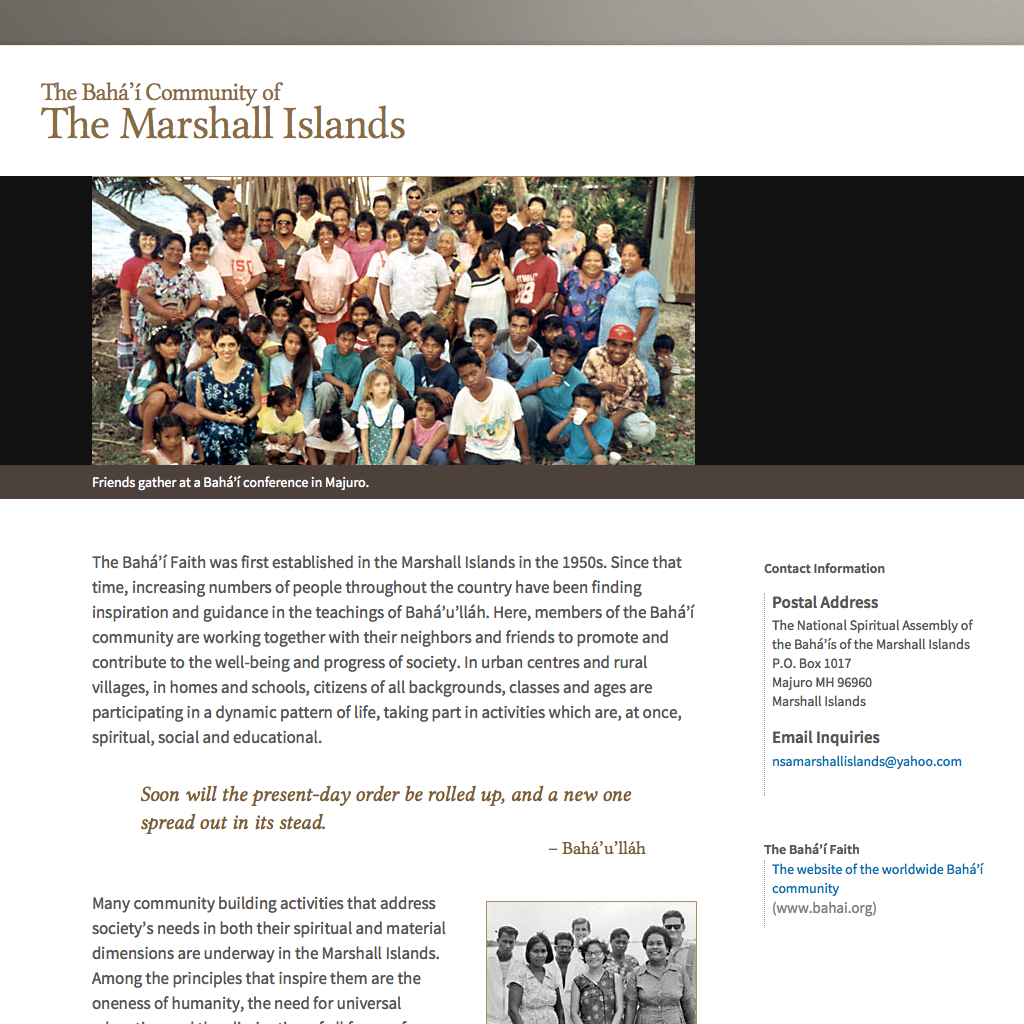 The Bahá’í Community of
The Marshall Islands
Friends gather at a Bahá’í conference in Majuro.
The Bahá’í Faith was first established in the Marshall Islands in the 1950s. Since that
time, increasing numbers of people throughout the country have been finding
inspiration and guidance in the teachings of Bahá’u’lláh. Here, members of the Bahá’í
community are working together with their neighbors and friends to promote and
contribute to the well-being and progress of society. In urban centres and rural
villages, in homes and schools, citizens of all backgrounds, classes and ages are
participating in a dynamic pattern of life, taking part in activities which are, at once,
spiritual, social and educational.
Soon will the present-day order be rolled up, and a new one
spread out in its stead.
– Bahá’u’lláh
Many community building activities that address
society’s needs in both their spiritual and material
dimensions are underway in the Marshall Islands.
Among the principles that inspire them are the
oneness of humanity, the need for universal
Contact Information
Postal Address
The National Spiritual Assembly of
the Bahá’ís of the Marshall Islands
P.O. Box 1017
Majuro MH 96960
Marshall Islands
Email Inquiries
nsamarshallislands@yahoo.com
The Bahá’í Faith
The website of the worldwide Bahá’í
community
(www.bahai.org)